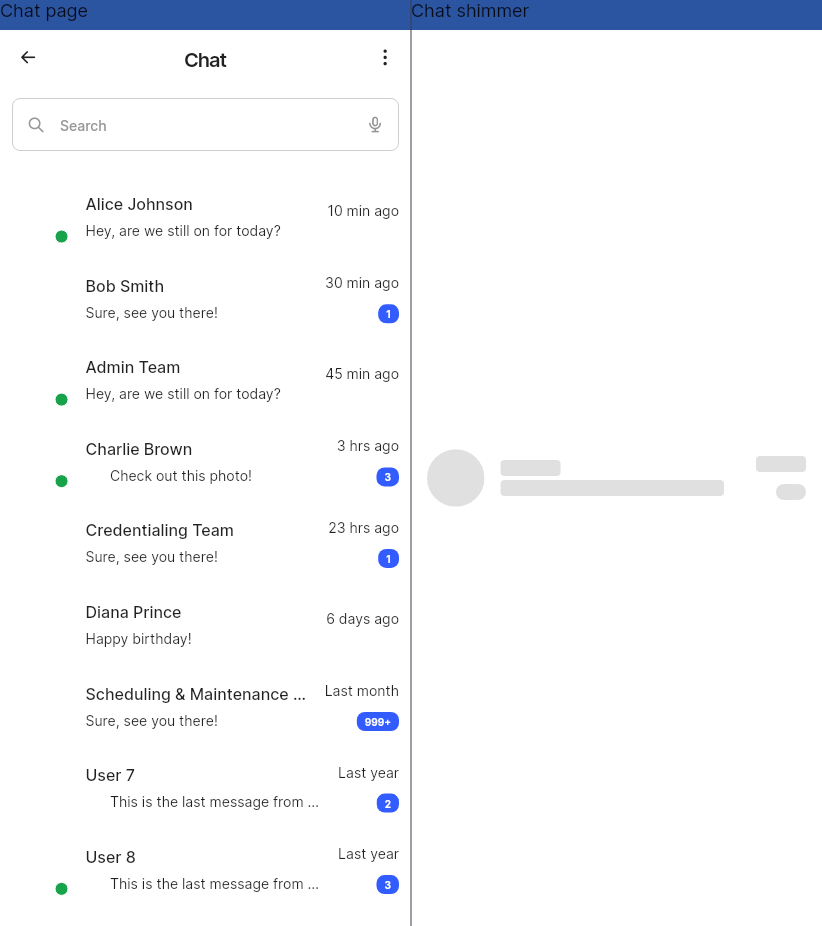 Chat page
Chat shimmer
Chat
Search
Alice Johnson
10 min ago
Hey, are we still on for today?
Bob Smith
30 min ago
Sure, see you there!
1
Admin Team
45 min ago
Hey, are we still on for today?
Charlie Brown
3 hrs ago
Check out this photo!
3
Credentialing Team
23 hrs ago
Sure, see you there!
1
Diana Prince
6 days ago
Happy birthday!
Scheduling & Maintenance ...
Last month
Sure, see you there!
999+
User 7
Last year
This is the last message from ...
2
User 8
Last year
This is the last message from ...
3